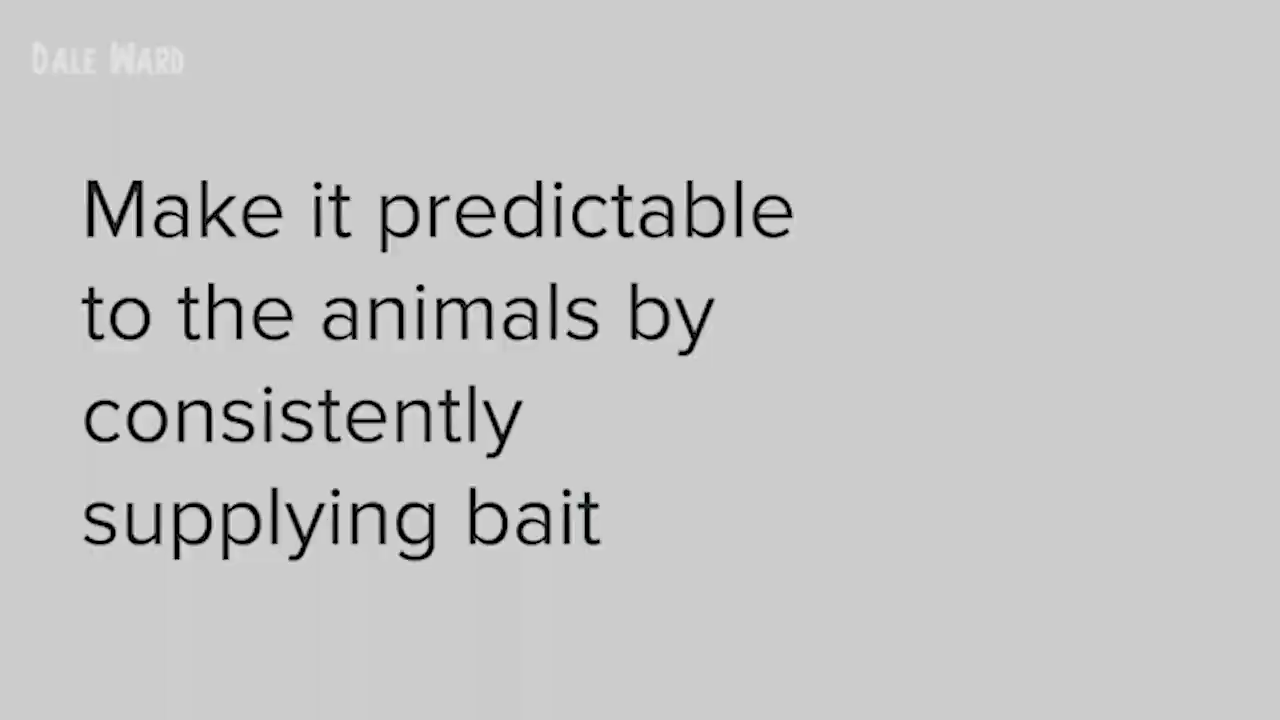 DALE WARD
Make it predictable
to the animals by
consistently
supplying bait